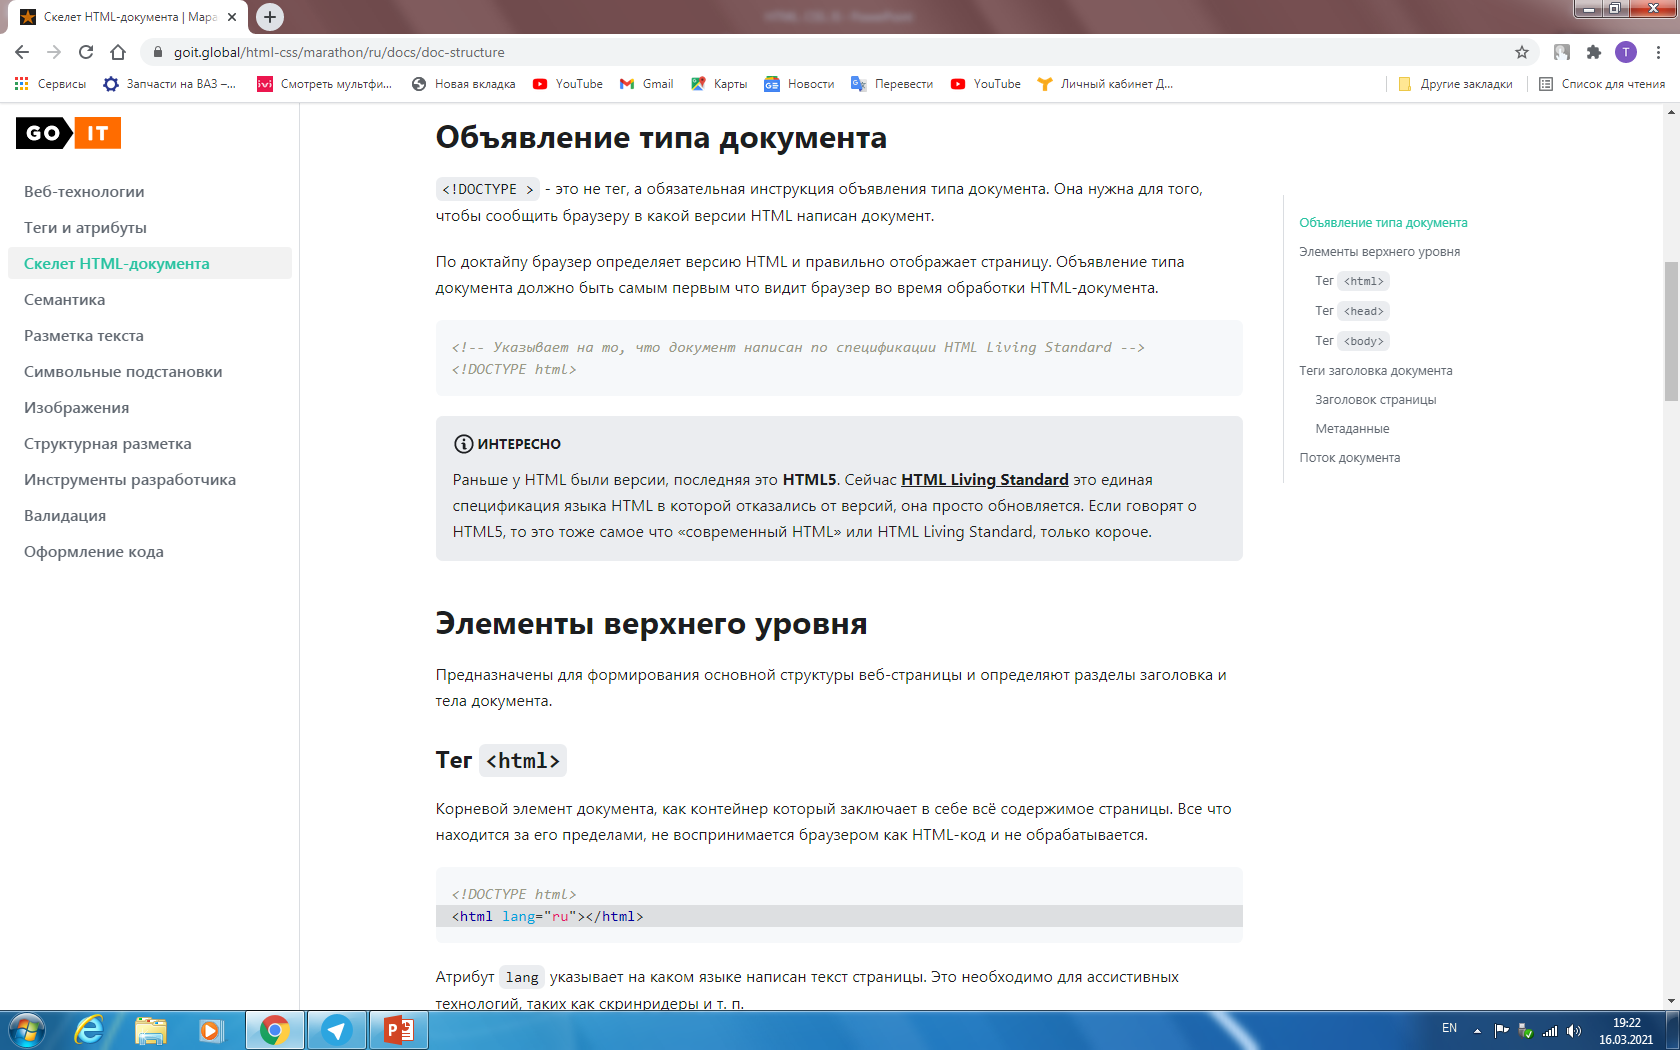 Скелет HTML-документа | Мара
goit.global/html-css/marathon/ru/docs/doc-structure
T
Сервисы
Запчасти на ВАЗ –...
ivi
Смотреть мультфи...
Новая вкладка
YouTube
Gmail
Карты
Новости
Перевести
YouTube
Личный кабинет Д...
Другие закладки
Список для чтения
GO IT
Веб-технологии
Теги и атрибуты
Скелет HTML-документа
Семантика
Разметка текста
Символьные подстановки
Изображения
Структурная разметка
Инструменты разработчика
Валидация
Оформление кода
Объявление типа документа
<!DOCTYPE > - это не тег, а обязательная инструкция объявления типа документа. Она нужна для того,
чтобы сообщить браузеру в какой версии HTML написан документ.
По доктайпу браузер определяет версию HTML и правильно отображает страницу. Объявление типа
документа должно быть самым первым что видит браузер во время обработки HTML-документа.
<!-- Указывает на то, что документ написан по спецификации HTML Living Standard -->
<!DOCTYPE html>
ИНТЕРЕСНО
Раньше у HTML были версии, последняя это HTML5. Сейчас HTML Living Standard это единая
спецификация языка HTML в которой отказались от версий, она просто обновляется. Если говорят о
HTML5, то это тоже самое что «современный HTML» или HTML Living Standard, только короче.
Элементы верхнего уровня
Предназначены для формирования основной структуры веб-страницы и определяют разделы заголовка и
тела документа.
Тег <html>
Корневой элемент документа, как контейнер который заключает в себе всё содержимое страницы. Все что
находится за его пределами, не воспринимается браузером как HTML-код и не обрабатывается.
<!DOCTYPE html>
<html lang="ru"></html>
Атрибут lang указывает на каком языке написан текст страницы. Это необходимо для ассистивных
технологий, таких как скринридеры и т. п.
Объявление типа документа
Элементы верхнего уровня
Тег <html>
Тег <head>
Тег <body>
Теги заголовка документа
Заголовок страницы
Метаданные
Поток документа
EN
19:22
16.03.2021